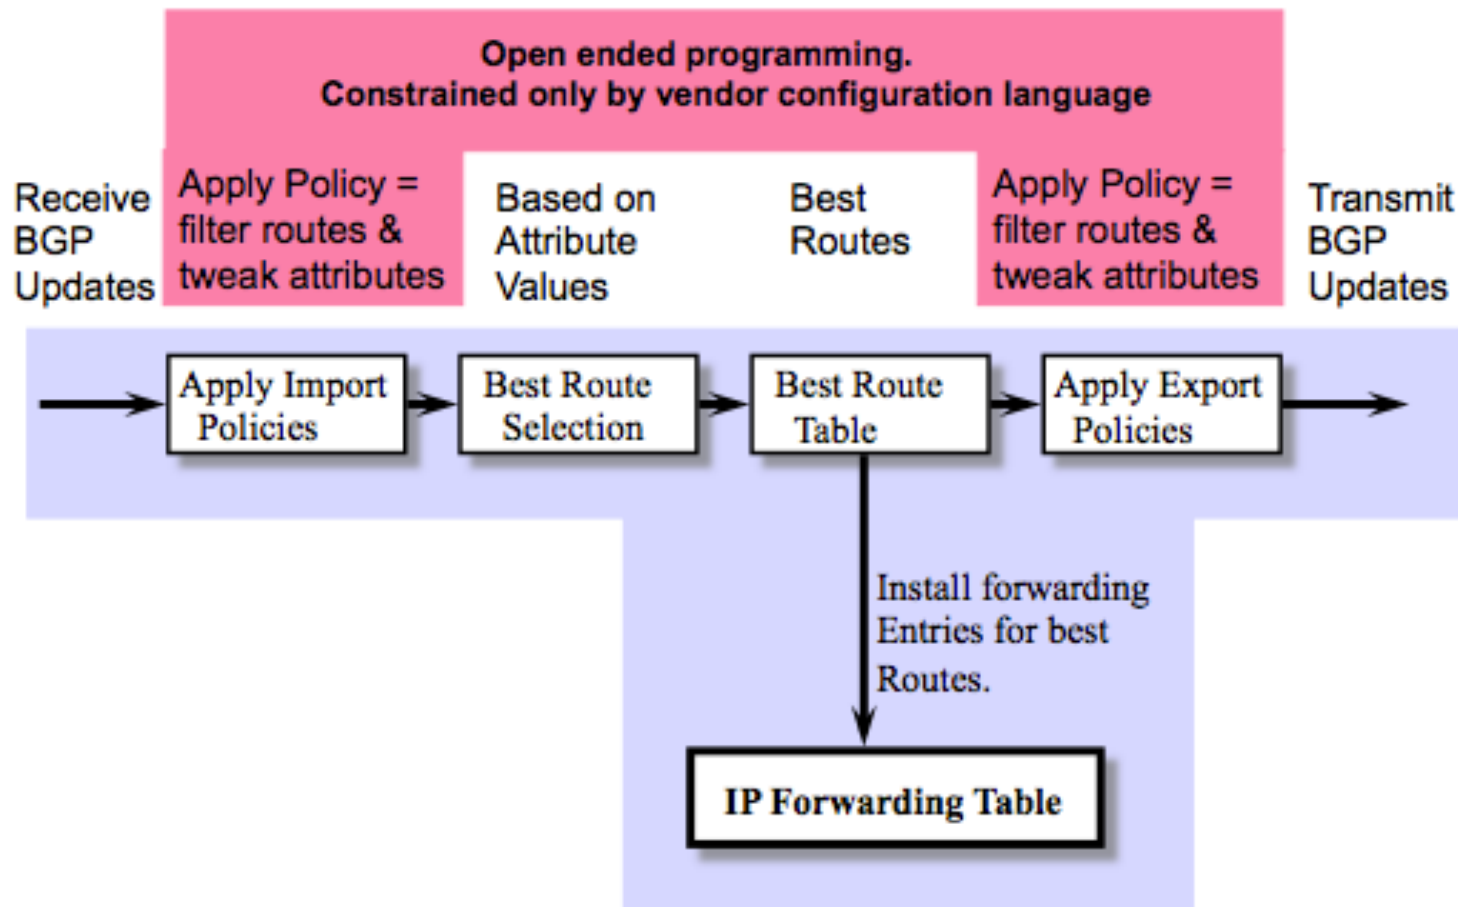 Open ended programming.
Constrained only by vendor configuration language
Receive
BGP
Updates
Apply Policy =
filter routes &
tweak attributes
Based on
Attribute
Values
Best
Routes
Apply Policy =
filter routes &
tweak attributes
Transmit
BGP
Updates
Apply Import
Policies
Best Route
Selection
Best Route
Table
Apply Export
Policies
Install forwarding
Entries for best
Routes.
IP Forwarding Table